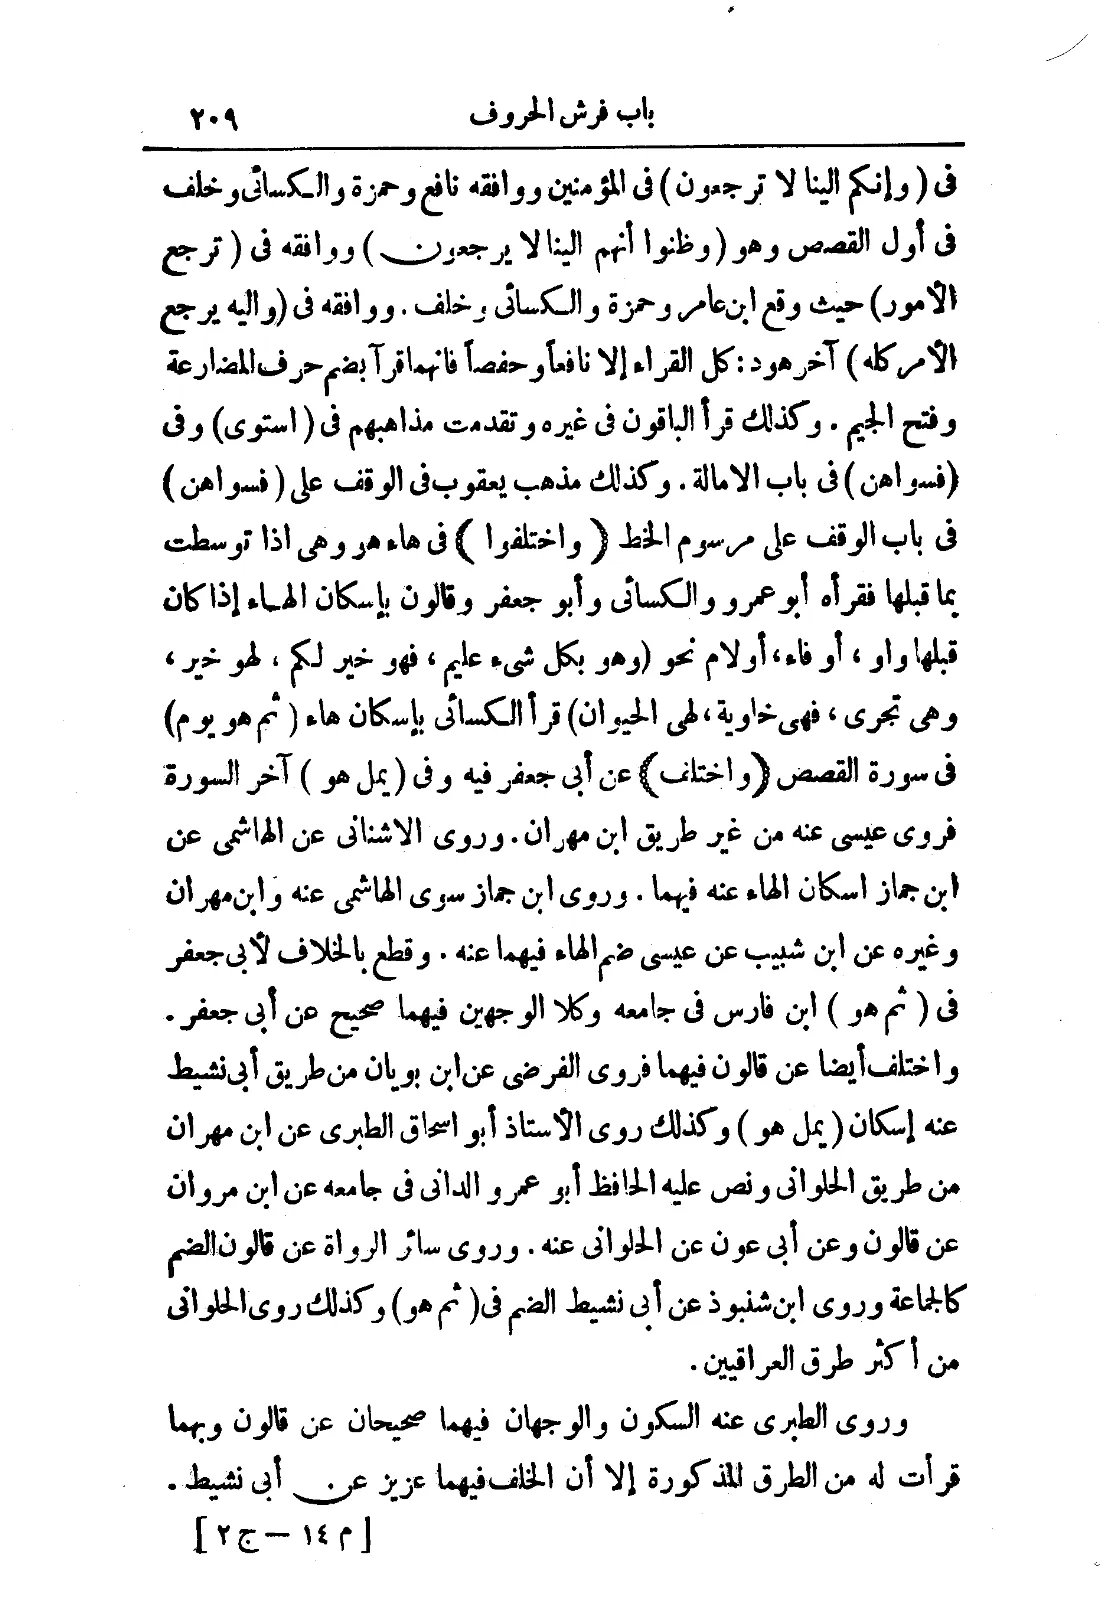 باب فرش الحروف
٢٠٩
فى ( وإنكم الينا لا ترجعون ) فى المؤمنين ووافقه نافع وحمزة والكسائى وخلف
فى أول القصص وهو ( وظنوا أنهم الينا لا يرجعون ) ووافقه فى ( ترجع
الأمور ) حيث وقع ابن عامر وحمزة والكسائى وخلف . ووافقه فى ( واليه يرجع
الأمر كله ) آخر هود : كل القراء إلا نافعاً وحفصاً فانهما قرآ بضم حرف المضارعة
وفتح الجيم . وكذلك قرأ الباقون فى غيره وتقدمت مذاهبهم فى ( استوى ) وفى
( فسواهن ) فى باب الامالة . وكذلك مذهب يعقوب فى الوقف على ( فسواهن )
فى باب الوقف على مرسوم الخط ﴿ واختلفوا ﴾ فى هاء هو وهى اذا توسطت
بما قبلها فقرأه أبو عمرو والكسائى وأبو جعفر وقالون بإسكان الهاء إذا كان
قبلها واو ، أو فاء، أولام نحو ( وهو بكل شىء عليم ، فهو خير لكم ، لهو خير ،
وهى تجرى ، فهى خاوية ، لهى الحيوان ) قرأ الكسائى بإسكان هاء ( ثم هو يوم )
فى سورة القصص ﴿ واختلف ﴾ عن أبى جعفر فيه وفى ( يمل هو ) آخر السورة
فروى عيسى عنه من غير طريق ابن مهران . وروى الاشنانى عن الهاشمى عن
ابن جماز اسكان الهاء عنه فيهما . وروى ابن جماز سوى الهاشمى عنه وابن مهران
وغيره عن ابن شبيب عن عيسى ضم الهاء فيهما عنه . وقطع بالخلاف لأبى جعفر
فى ( ثم هو ) ابن فارس فى جامعه وكلا الوجهين فيهما صحيح عن أبى جعفر .
واختلف أيضا عن قالون فيهما فروى الفرضى عن ابن بويان من طريق أبى نشيط
عنه إسكان ( يمل هو ) وكذلك روى الأستاذ أبو اسحاق الطبرى عن ابن مهران
من طريق الحلوانى ونص عليه الحافظ أبو عمرو الدانى فى جامعه عن ابن مروان
عن قالون وعن أبى عون عن الحلوانى عنه . وروى سائر الرواة عن قالون الضم
كالجماعة وروى ابن شنبوذ عن أبى نشيط الضم فى ( ثم هو ) وكذلك روى الحلوانى
من أكثر طرق العراقيين .
وروى الطبرى عنه السكون والوجهان فيهما صحيحان عن قالون وبهما
قرأت له من الطرق المذكورة إلا أن الخلف فيهما عزيز عن أبى نشيط .
[ م ١٤ — ج ٢ ]